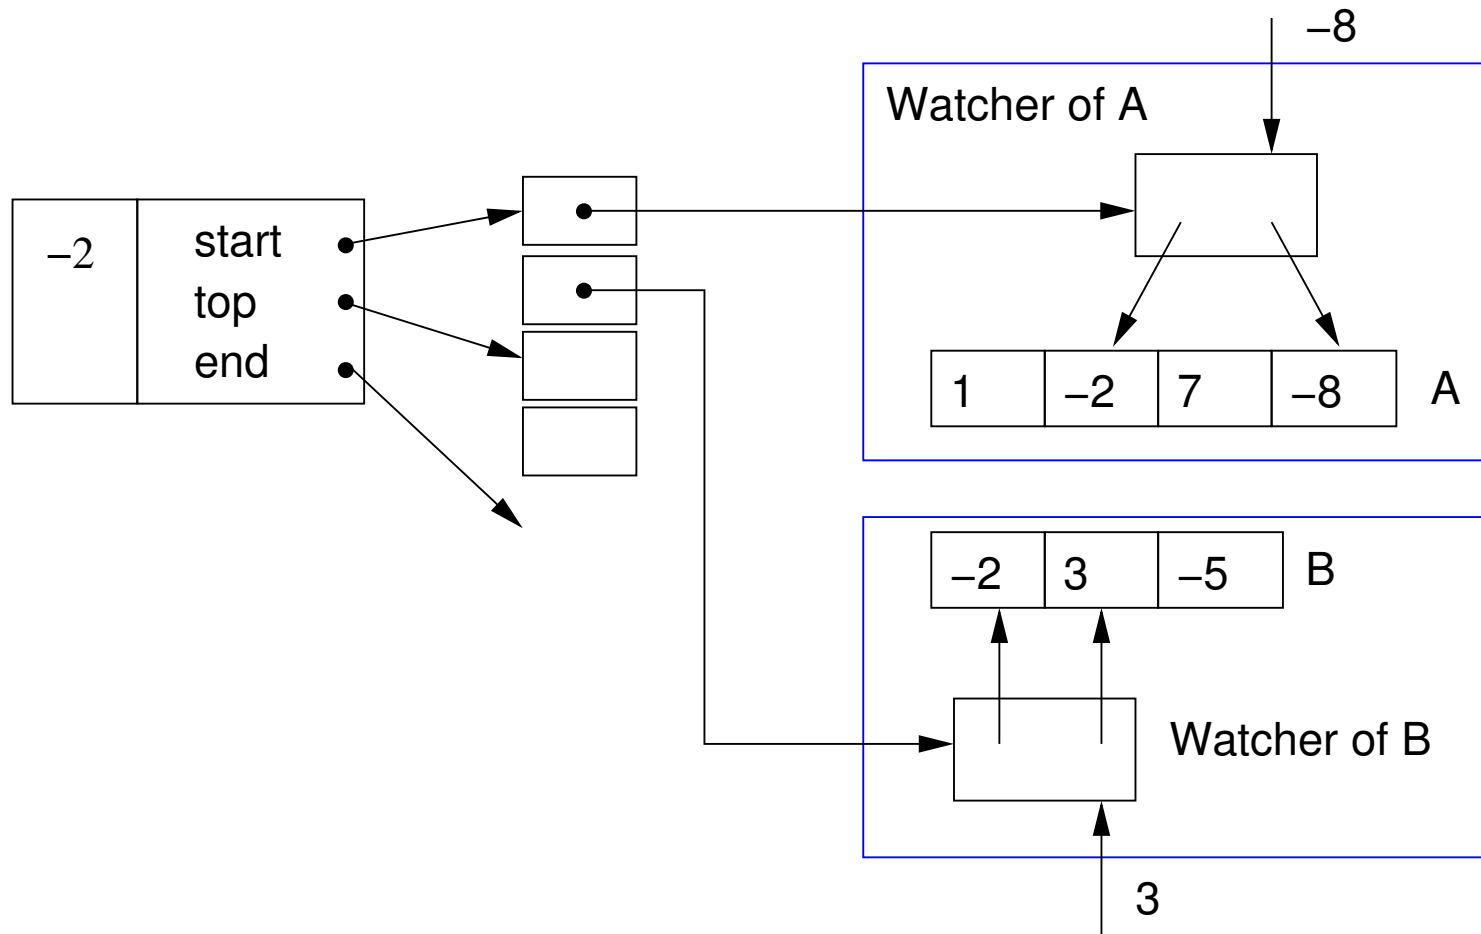 −8
Watcher of A
−2
start
top
end
1 −2 7 −8 A
−2 3 −5 B
Watcher of B
3